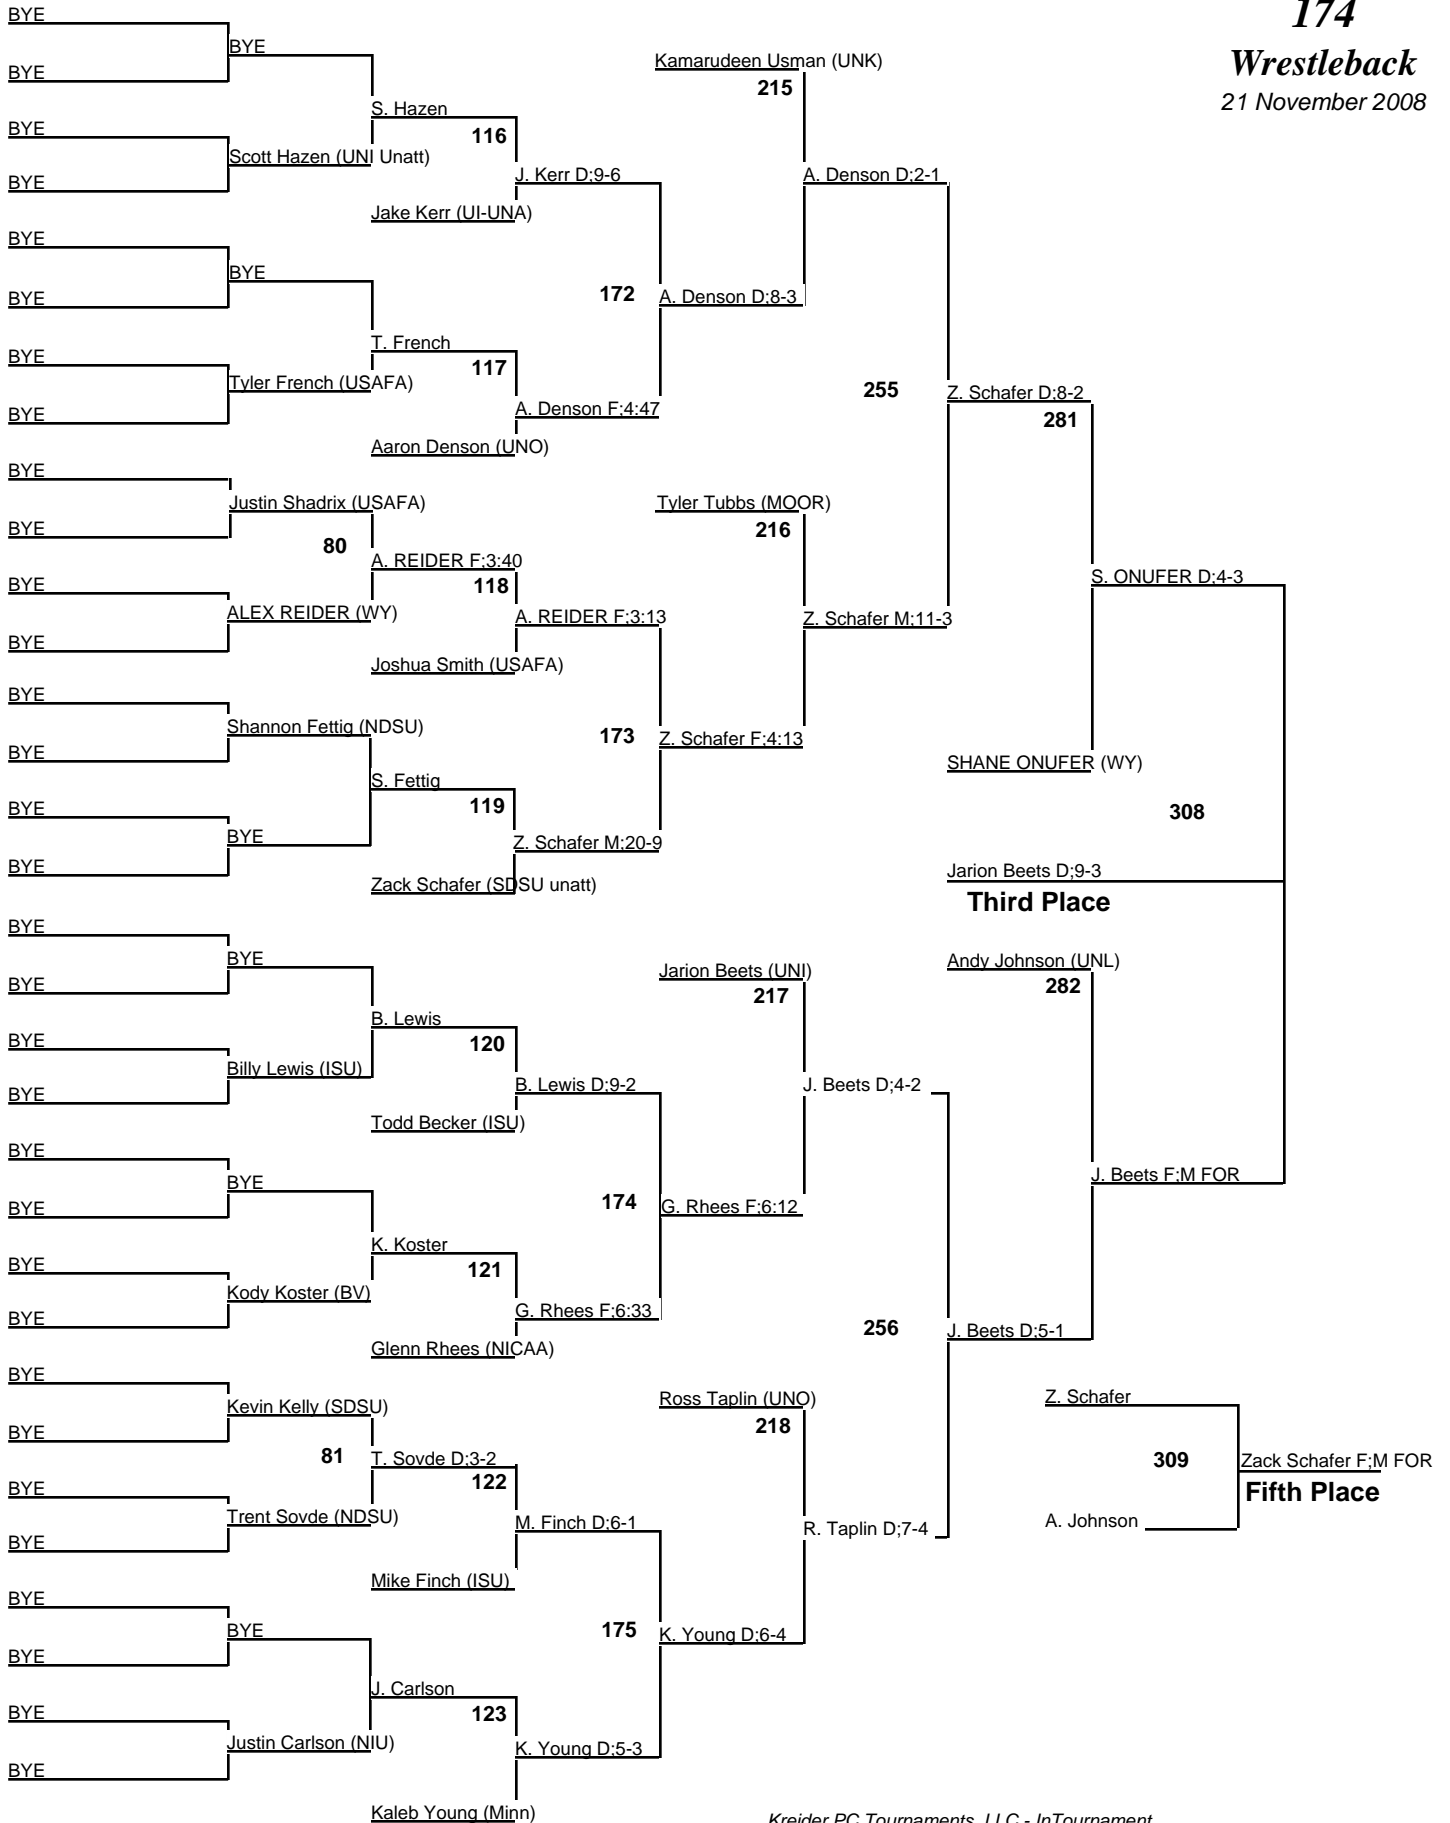 174
Wrestleback
21 November 2008
BYE
BYE
BYE
Kamarudeen Usman (UNK)
215
BYE
S. Hazen
116
BYE
Scott Hazen (UNI Unatt)
J. Kerr D;9-6
A. Denson D;2-1
BYE
Jake Kerr (UI-UNA)
BYE
BYE
172
A. Denson D;8-3
BYE
T. French
BYE
117
Tyler French (USAFA)
255
Z. Schafer D;8-2
281
BYE
A. Denson F;4:47
Aaron Denson (UNO)
BYE
Justin Shadrix (USAFA)
Tyler Tubbs (MOOR)
216
BYE
80
A. REIDER F;3:40
118
S. ONUFER D;4-3
BYE
ALEX REIDER (WY)
A. REIDER F;3:13
Z. Schafer M;11-3
BYE
Joshua Smith (USAFA)
BYE
Shannon Fettig (NDSU)
173
Z. Schafer F;4:13
BYE
SHANE ONUFER (WY)
S. Fettig
119
BYE
308
BYE
Z. Schafer M;20-9
BYE
Jarion Beets D;9-3
Zack Schafer (SDSU unatt)
Third Place
BYE
BYE
Jarion Beets (UNI)
Andy Johnson (UNL)
BYE
217
282
B. Lewis
BYE
120
Billy Lewis (ISU)
B. Lewis D;9-2
J. Beets D;4-2
BYE
Todd Becker (ISU)
BYE
BYE
J. Beets F;M FOR
BYE
174
G. Rhees F;6:12
K. Koster
BYE
121
Kody Koster (BV)
BYE
G. Rhees F;6:33
256
J. Beets D;5-1
Glenn Rhees (NICAA)
BYE
Kevin Kelly (SDSU)
Ross Taplin (UNO)
Z. Schafer
BYE
218
81
T. Sovde D;3-2
309
Zack Schafer F;M FOR
BYE
122
Fifth Place
Trent Sovde (NDSU)
M. Finch D;6-1
R. Taplin D;7-4
A. Johnson
BYE
Mike Finch (ISU)
BYE
BYE
175
K. Young D;6-4
BYE
J. Carlson
BYE
123
Justin Carlson (NIU)
K. Young D;5-3
BYE
Kaleb Young (Minn)
Kreider PC Tournaments, LLC - InTournament